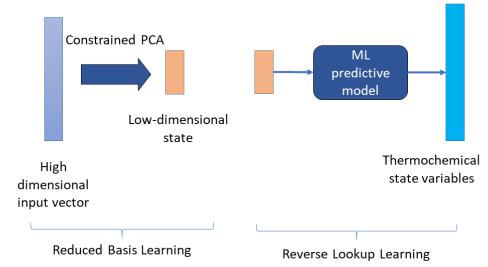 Constrained PCA
ML
predictive
model
Low-dimensional
state
High
dimensional
input vector
Thermochemical
state variables
Reduced Basis Learning
Reverse Lookup Learning